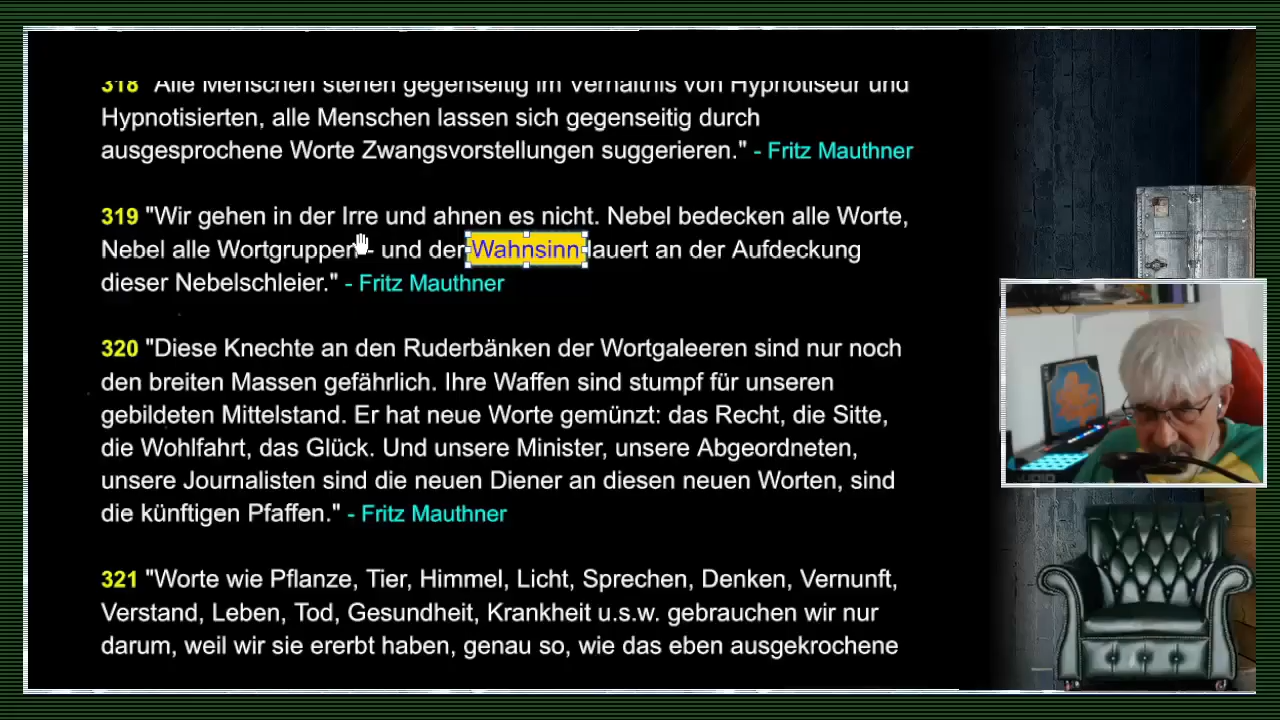 318 "Alle Menschen stehen gegenseitig im Verhältnis von Hypnotiseur und
Hypnotisierten, alle Menschen lassen sich gegenseitig durch
ausgesprochene Worte Zwangsvorstellungen suggerieren." - Fritz Mauthner
319 "Wir gehen in der Irre und ahnen es nicht. Nebel bedecken alle Worte,
Nebel alle Wortgruppen - und der Wahnsinn lauert an der Aufdeckung
dieser Nebelschleier." - Fritz Mauthner
320 "Diese Knechte an den Ruderbänken der Wortgaleeren sind nur noch
den breiten Massen gefährlich. Ihre Waffen sind stumpf für unseren
gebildeten Mittelstand. Er hat neue Worte gemünzt: das Recht, die Sitte,
die Wohlfahrt, das Glück. Und unsere Minister, unsere Abgeordneten,
unsere Journalisten sind die neuen Diener an diesen neuen Worten, sind
die künftigen Pfaffen." - Fritz Mauthner
321 "Worte wie Pflanze, Tier, Himmel, Licht, Sprechen, Denken, Vernunft,
Verstand, Leben, Tod, Gesundheit, Krankheit u.s.w. gebrauchen wir nur
darum, weil wir sie ererbt haben, genau so, wie das eben ausgekrochene